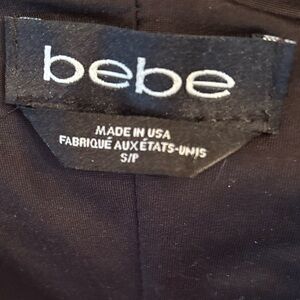 bebe
MADE IN USA
FABRIQUÉ AUX ÉTATS-UNIS
S/P